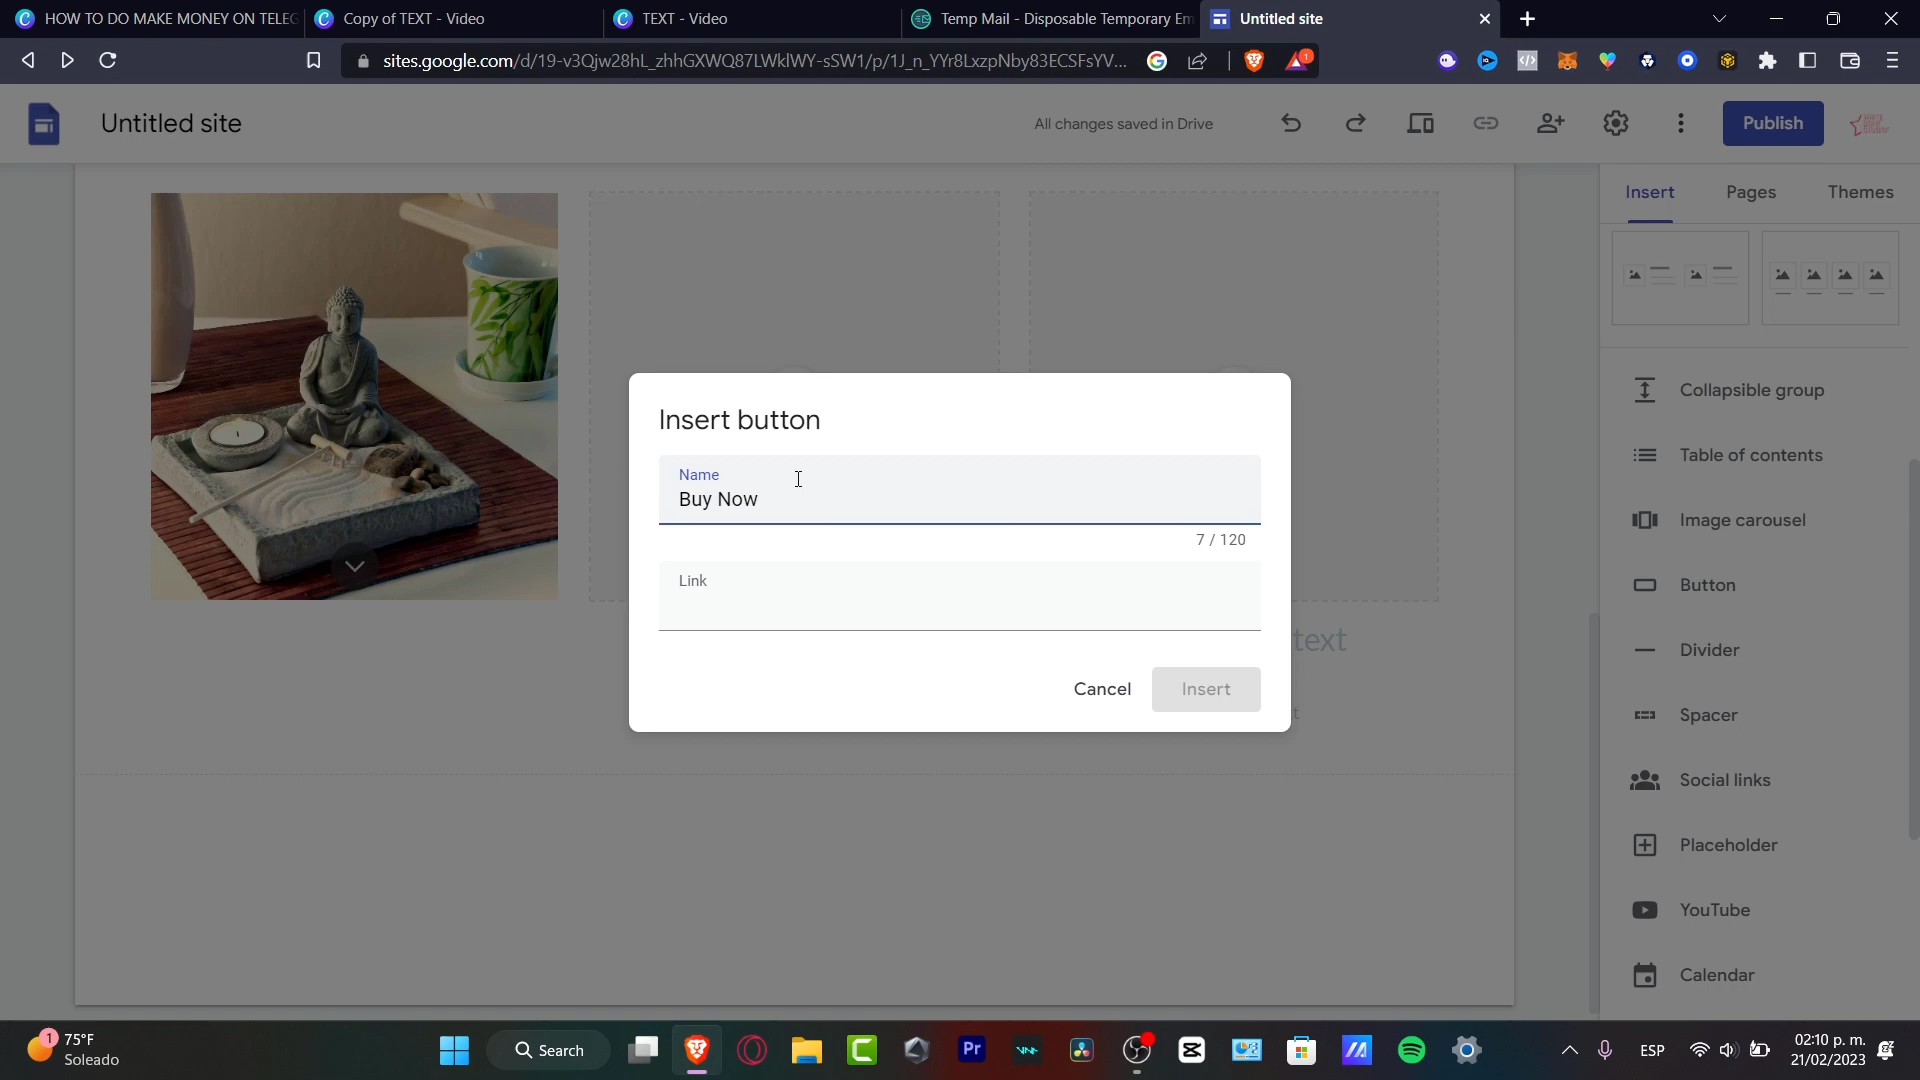 HOW TO DO MAKE MONEY ON TELEG
Copy of TEXT - Video
TEXT - Video
Temp Mail - Disposable Temporary Em
Untitled site
sites.google.com/d/19-v3Qjw28hL_zhhGXWQ87LWklWY-sSW1/p/1J_n_YYr8LxzpNby83ECSFsYV...
1
Untitled site
All changes saved in Drive
Publish
Insert
Pages
Themes
Collapsible group
Table of contents
Image carousel
Button
Divider
Spacer
Social links
Placeholder
YouTube
Calendar
Insert button
Name
Buy Now
7 / 120
Link
Cancel
Insert
text
1
75°F
Soleado
Search
Pr
ESP
02:10 p. m.
21/02/2023